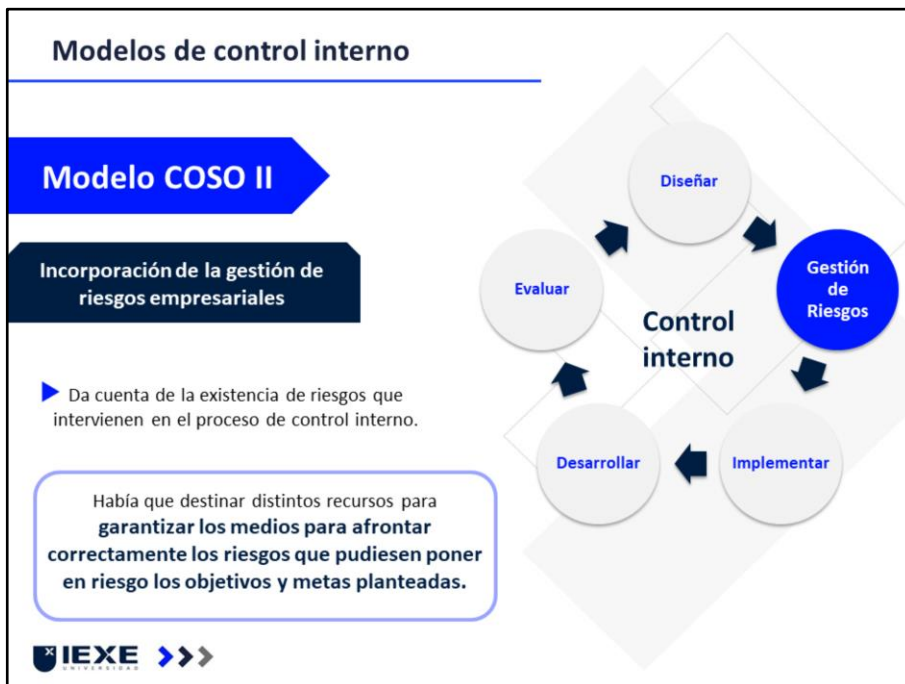 Modelos de control interno
Modelo COSO II
Incorporación de la gestión de
riesgos empresariales
Da cuenta de la existencia de riesgos que
intervienen en el proceso de control interno.
Había que destinar distintos recursos para
garantizar los medios para afrontar
correctamente los riesgos que pudiesen poner
en riesgo los objetivos y metas planteadas.
Diseñar
Gestión
de
Riesgos
Implementar
Desarrollar
Evaluar
Control
interno
IEXE
UNIVERSIDAD